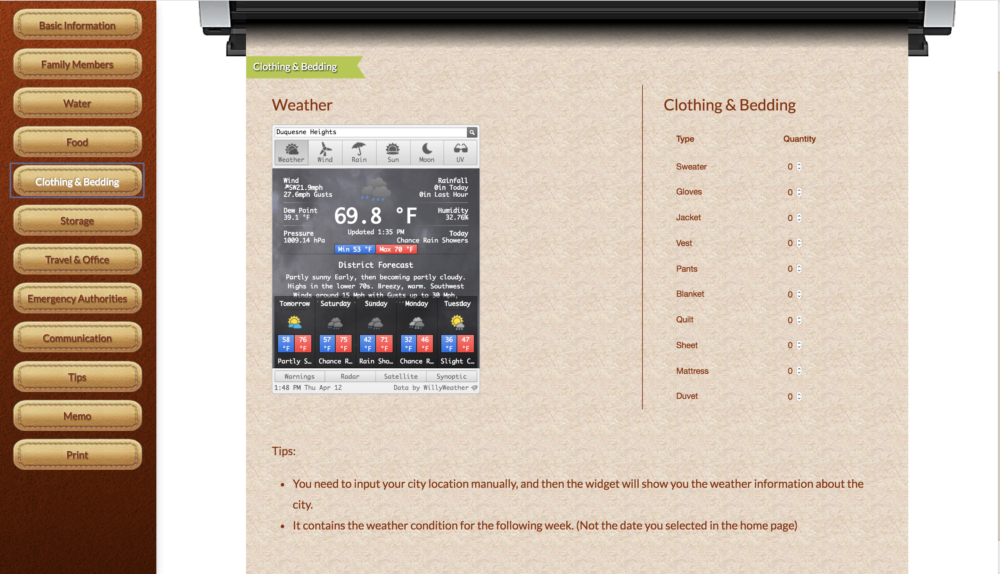 Basic Information
Family Members
Water
Food
Clothing & Bedding
Storage
Travel & Office
Emergency Authorities
Communication
Tips
Memo
Print
Clothing & Bedding
Weather
Duquesne Heights
Weather Wind Rain Sun Moon UV
Wind
SW21.9mph
27.6mph Gusts
Rainfall
0in Today
0in Last Hour
Dew Point
39.1 °F
69.8 °F
Humidity
32.76%
Updated 1:35 PM
Pressure
1009.14 hPa
Today
Chance Rain Showers
Min 53 °F Max 70 °F
District Forecast
Partly sunny Early, then becoming partly cloudy.
Highs in the lower 70s. Breezy, warm. Southwest
Winds around 15 Mph with Gusts up to 30 Mph,
Tomorrow Saturday Sunday Monday Tuesday
58 °F 76 °F 57 °F 75 °F 42 °F 71 °F 32 °F 46 °F 36 °F 47 °F
Partly S... Chance R... Rain Sho... Chance R... Slight C...
Warnings Radar Satellite Synoptic
1:48 PM Thu Apr 12 Data by WillyWeather
Clothing & Bedding
Type Quantity
Sweater 0
Gloves 0
Jacket 0
Vest 0
Pants 0
Blanket 0
Quilt 0
Sheet 0
Mattress 0
Duvet 0
Tips:
• You need to input your city location manually, and then the widget will show you the weather information about the
city.
• It contains the weather condition for the following week. (Not the date you selected in the home page)